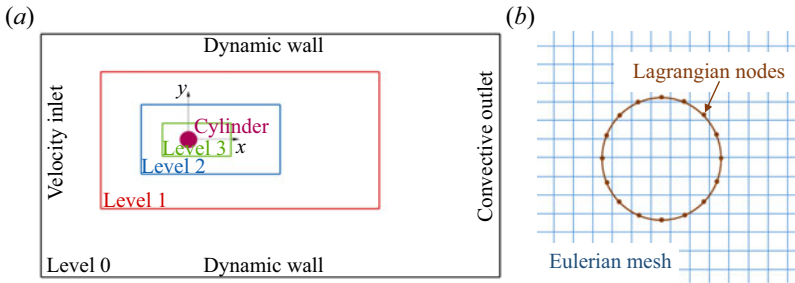 (a)
Dynamic wall
Velocity inlet
y
Cylinder
x
Level 3
Level 2
Level 1
Level 0
Dynamic wall
Convective outlet
(b)
Lagrangian nodes
Eulerian mesh